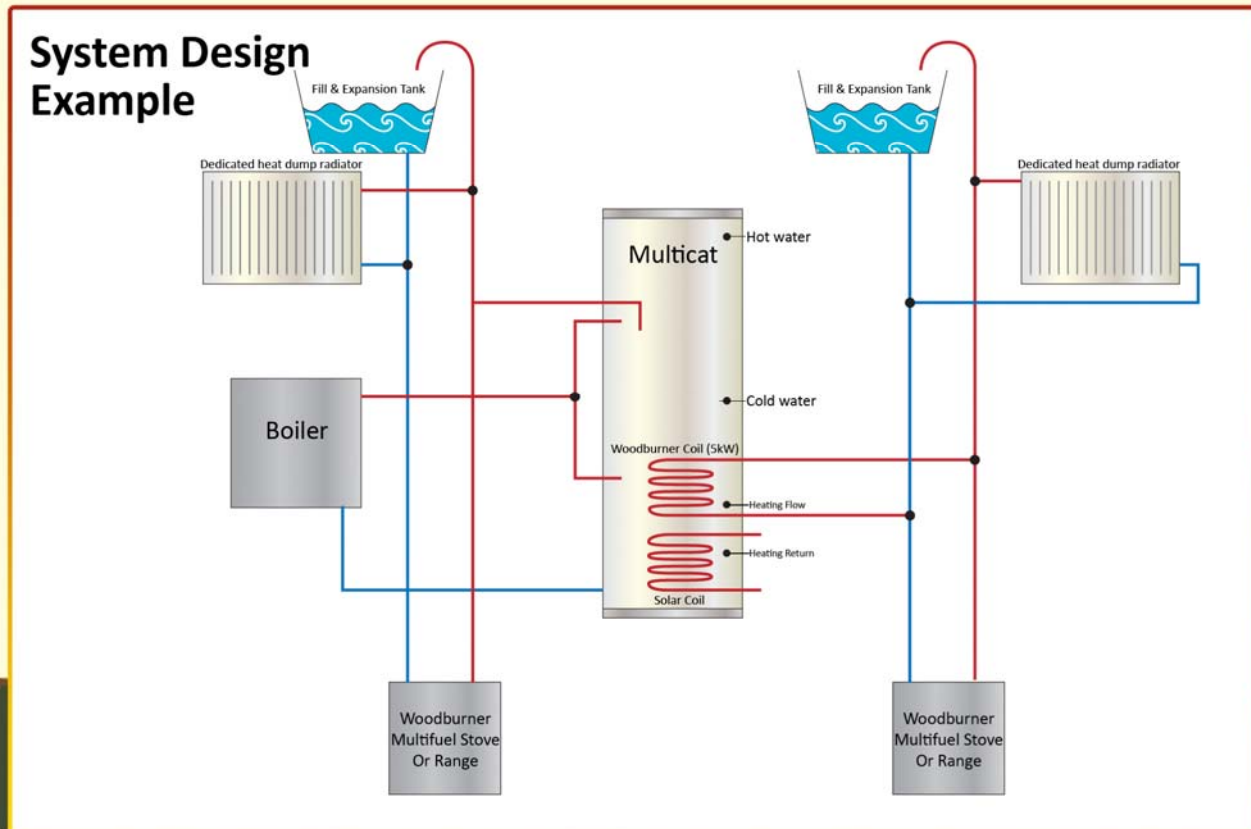 System Design
Example
Fill & Expansion Tank
Fill & Expansion Tank
Dedicated heat dump radiator
Dedicated heat dump radiator
Multicat
Hot water
Boiler
Cold water
Woodburner Coil (5kW)
Heating Flow
Heating Return
Solar Coil
Woodburner
Multifuel Stove
Or Range
Woodburner
Multifuel Stove
Or Range